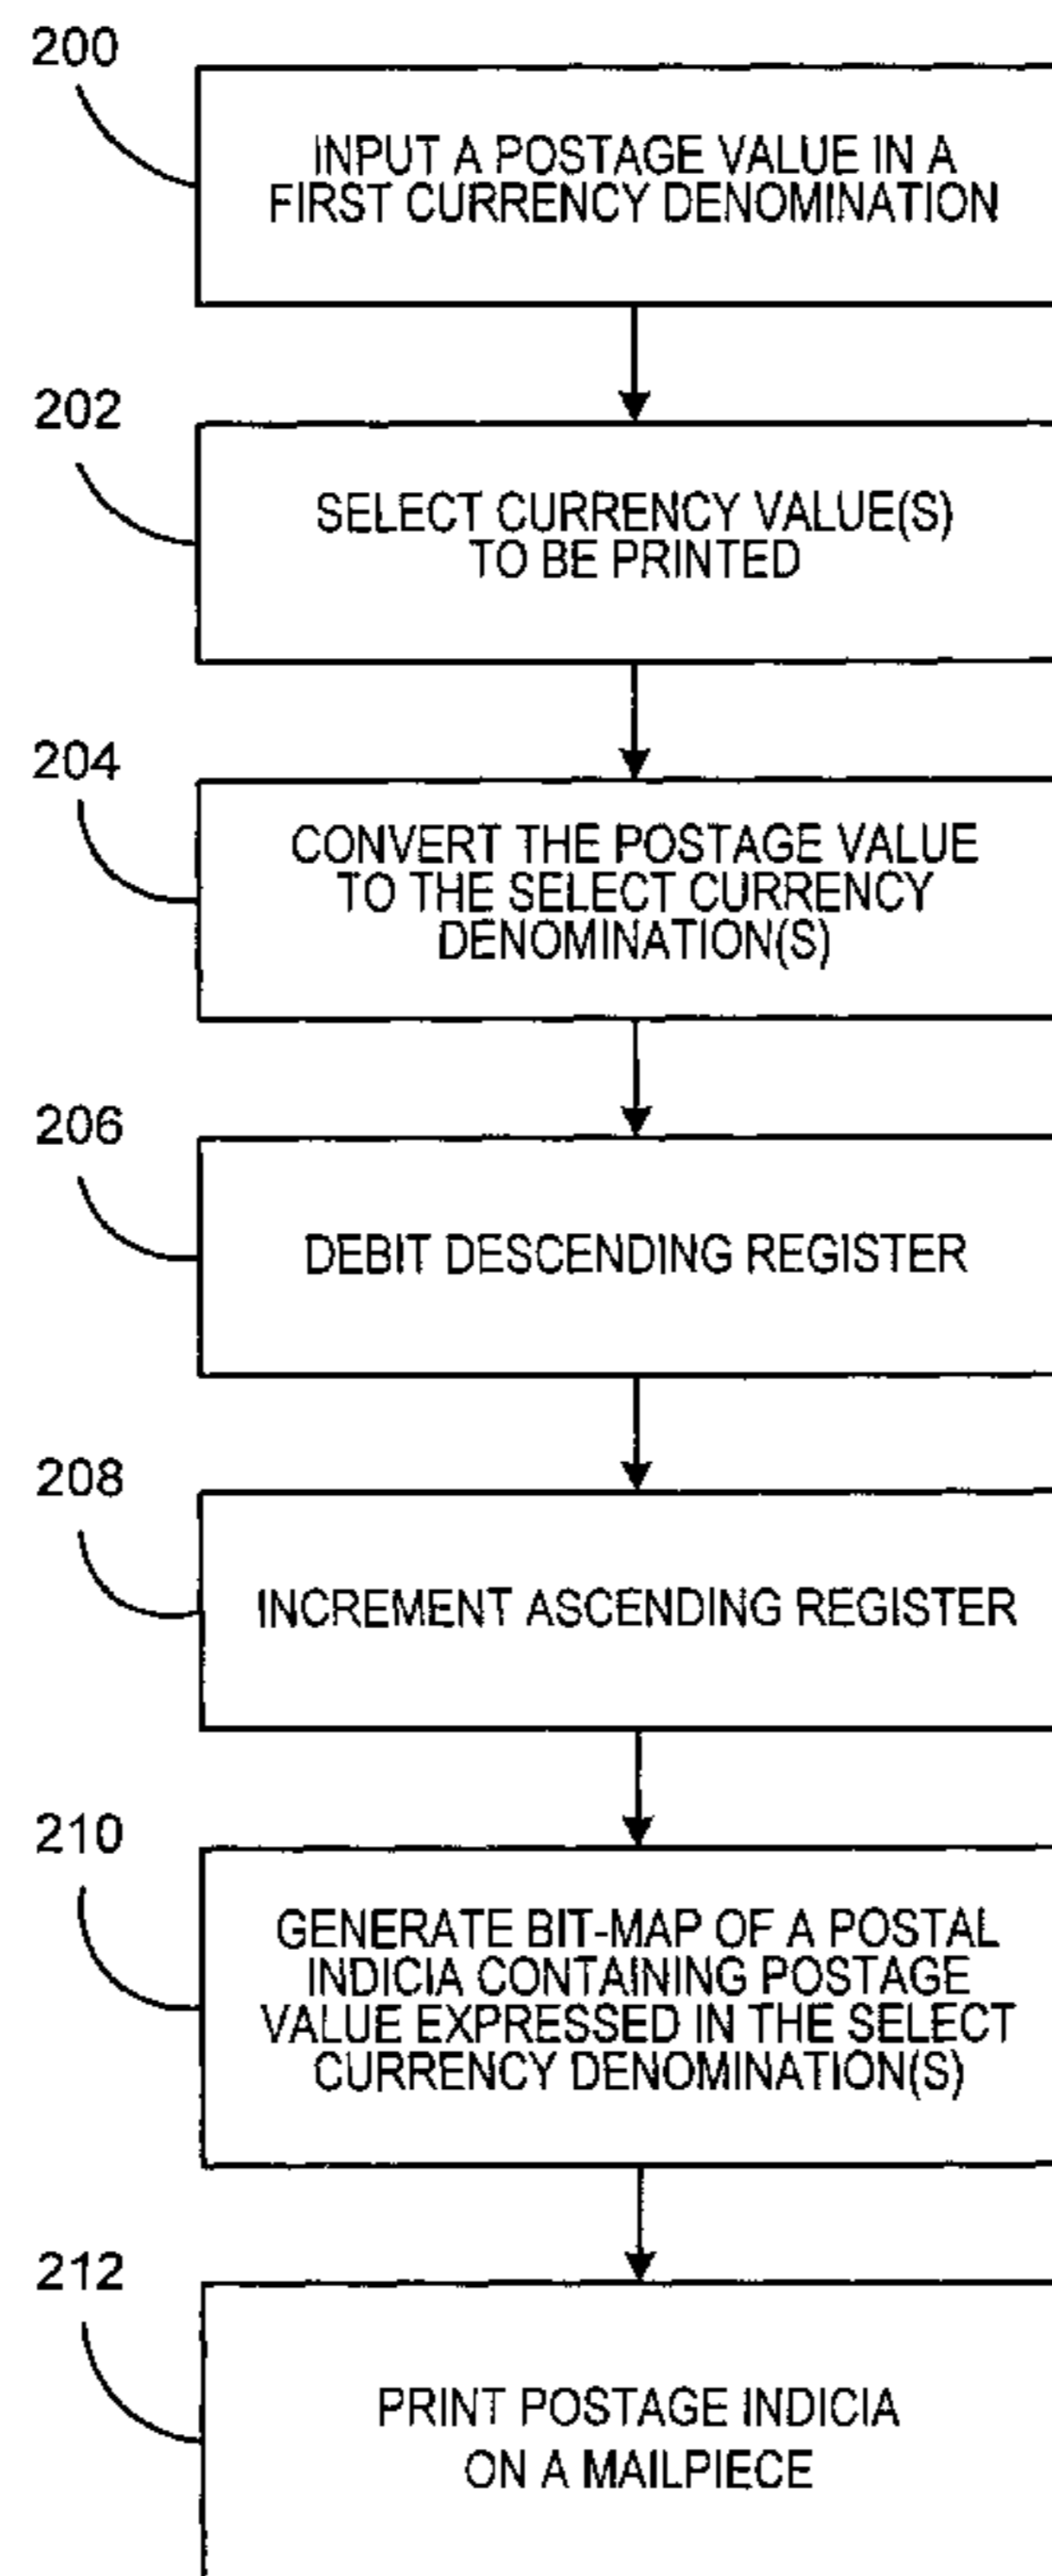 200
INPUT A POSTAGE VALUE IN A
FIRST CURRENCY DENOMINATION
202
SELECT CURRENCY VALUE(S)
TO BE PRINTED
204
CONVERT THE POSTAGE VALUE
TO THE SELECT CURRENCY
DENOMINATION(S)
206
DEBIT DESCENDING REGISTER
208
INCREMENT ASCENDING REGISTER
210
GENERATE BIT-MAP OF A POSTAL
INDICIA CONTAINING POSTAGE
VALUE EXPRESSED IN THE SELECT
CURRENCY DENOMINATION(S)
212
PRINT POSTAGE INDICIA
ON A MAILPIECE